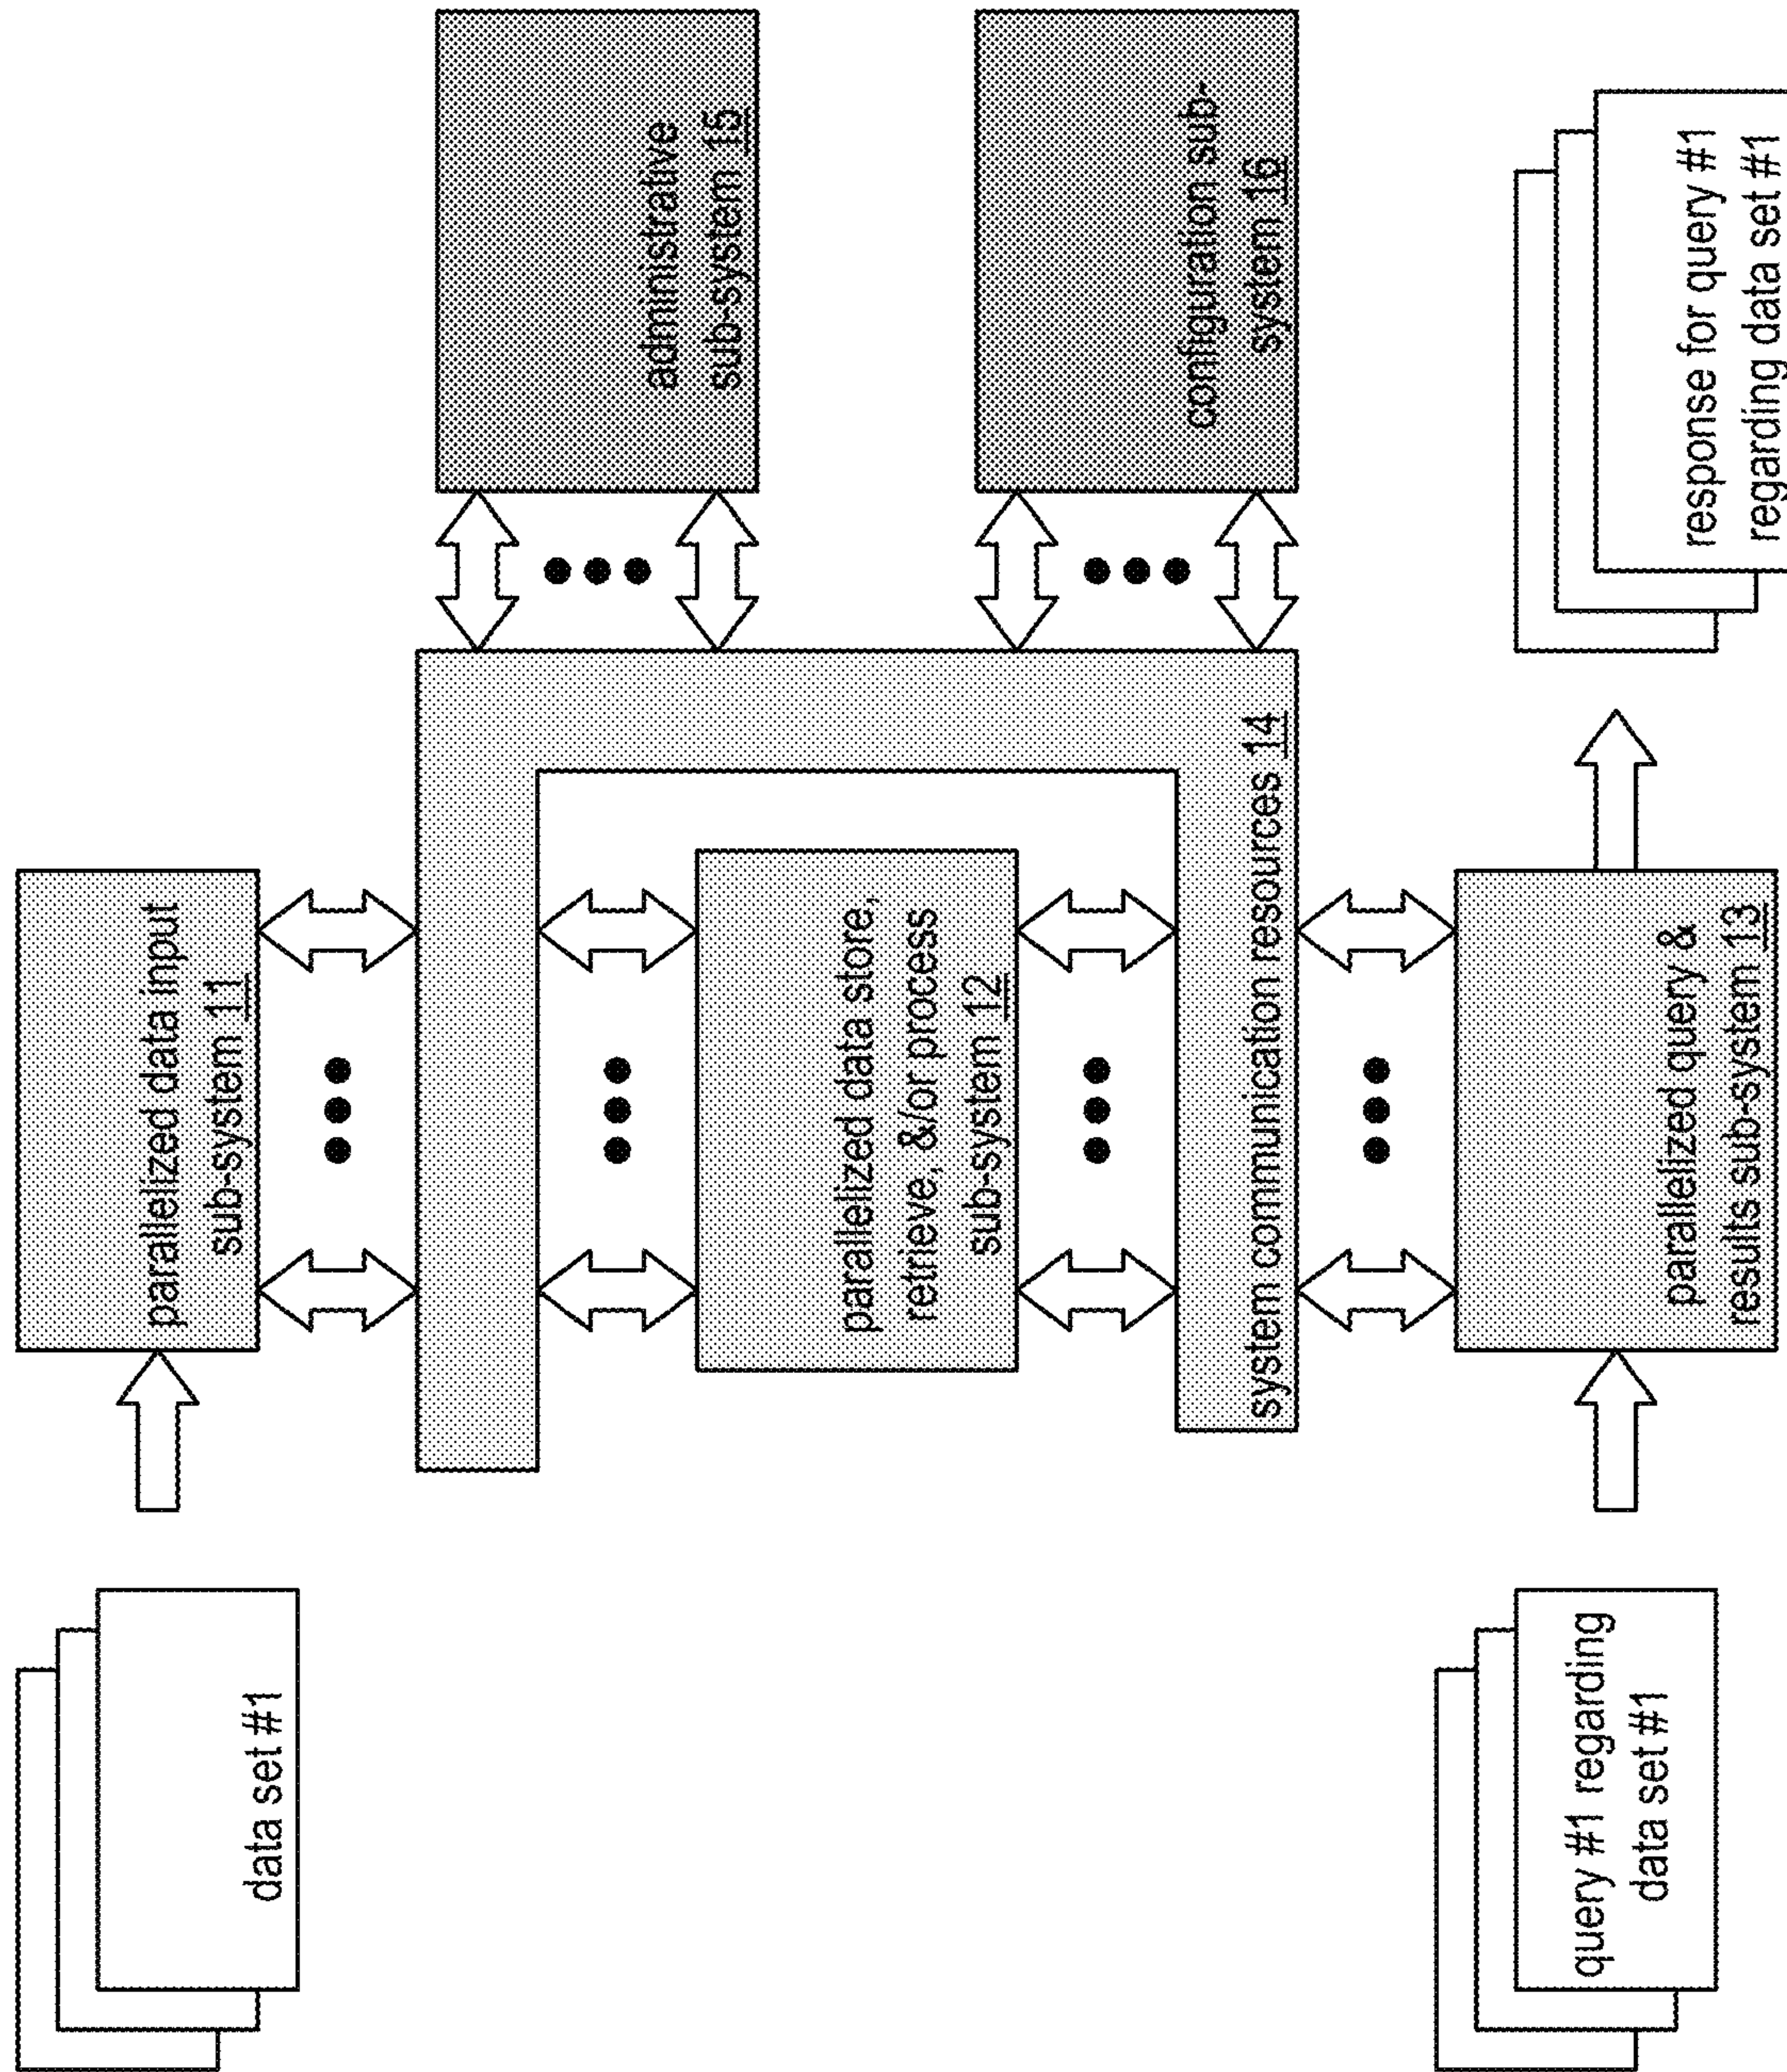 data set #1
parallelized data input
sub-system 11
administrative
sub-system 15
parallelized data store,
retrieve, &/or process
sub-system 12
configuration sub-
system 16
system communication resources 14
query #1 regarding
data set #1
parallelized query &
results sub-system 13
response for query #1
regarding data set #1